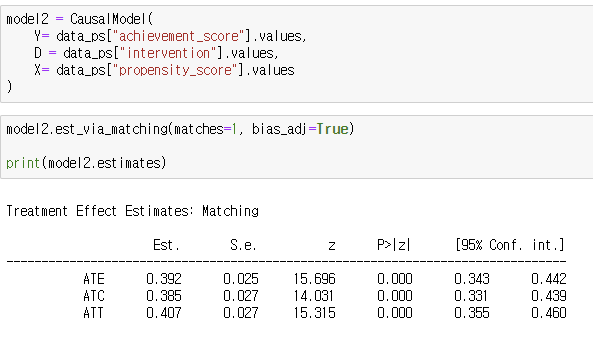 model2 = CausalModel(
    Y= data_ps["achievement_score"].values,
    D = data_ps["intervention"].values,
    X= data_ps["propensity_score"].values
)
model2.est_via_matching(matches=1, bias_adj=True)
print(model2.estimates)
Treatment Effect Estimates: Matching
Est. S.e. z P>|z| [95% Conf. int.]
--------------------------------------------------------------------------------
ATE 0.392 0.025 15.696 0.000 0.343 0.442
ATC 0.385 0.027 14.031 0.000 0.331 0.439
ATT 0.407 0.027 15.315 0.000 0.355 0.460